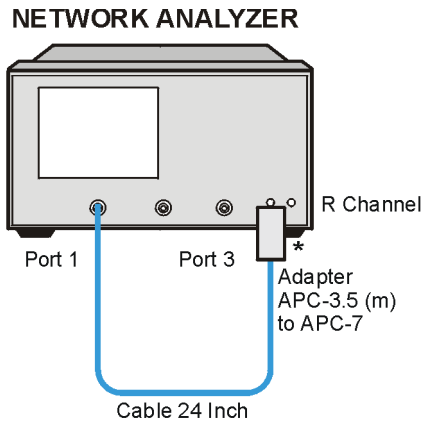 NETWORK ANALYZER
R Channel
Port 1
Port 3
*
Adapter
APC-3.5 (m)
to APC-7
Cable 24 Inch